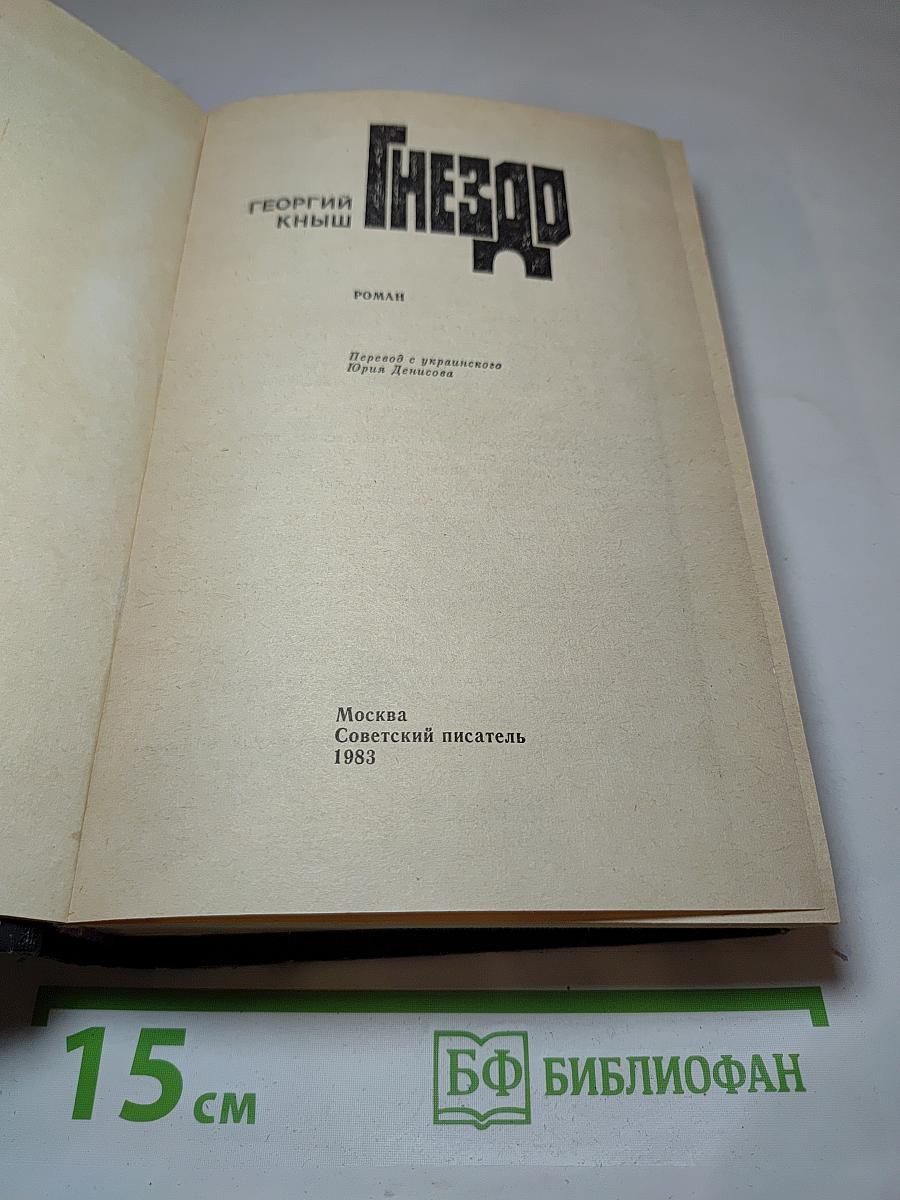 ГЕОРГИЙ
КНЫШ
ГНЕЗДО
РОМАН
Перевод с украинского
Юрия Денисова
Москва
Советский писатель
1983
15 см
БФ БИБЛИОФАН